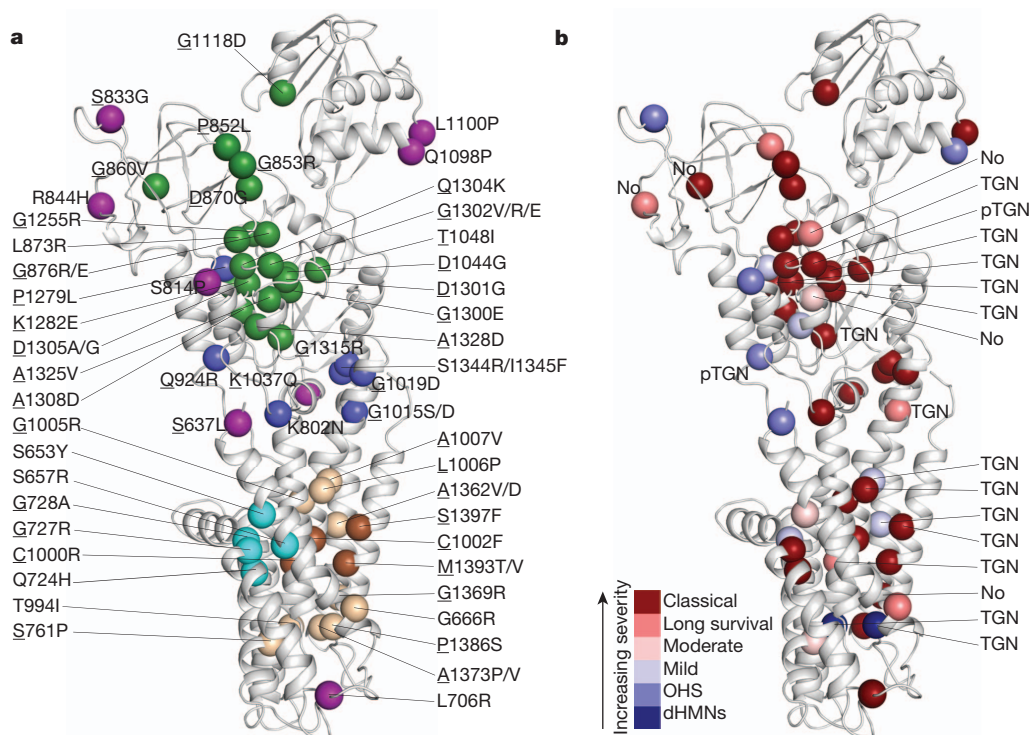 a
G1118D
S833G
P852L
L1100P
G860V
G853R
Q1098P
R844H
D870G
Q1304K
G1255R
G1302V/R/E
L873R
T1048I
G876R/E
D1044G
P1279L
S814P
D1301G
K1282E
G1300E
D1305A/G
A1328D
A1325V
G1315R
S1344R/I1345F
A1308D
Q924R
K1037Q
G1019D
G1005R
S637L
K802N
G1015S/D
S653Y
A1007V
S657R
L1006P
G728A
A1362V/D
G727R
S1397F
C1000R
C1002F
Q724H
M1393T/V
T994I
G1369R
S761P
G666R
P1386S
A1373P/V
L706R
b
No
No
No
TGN
pTGN
TGN
TGN
TGN
No
TGN
pTGN
TGN
TGN
TGN
TGN
TGN
TGN
No
TGN
TGN
Increasing severity
Classical
Long survival
Moderate
Mild
OHS
dHMNs